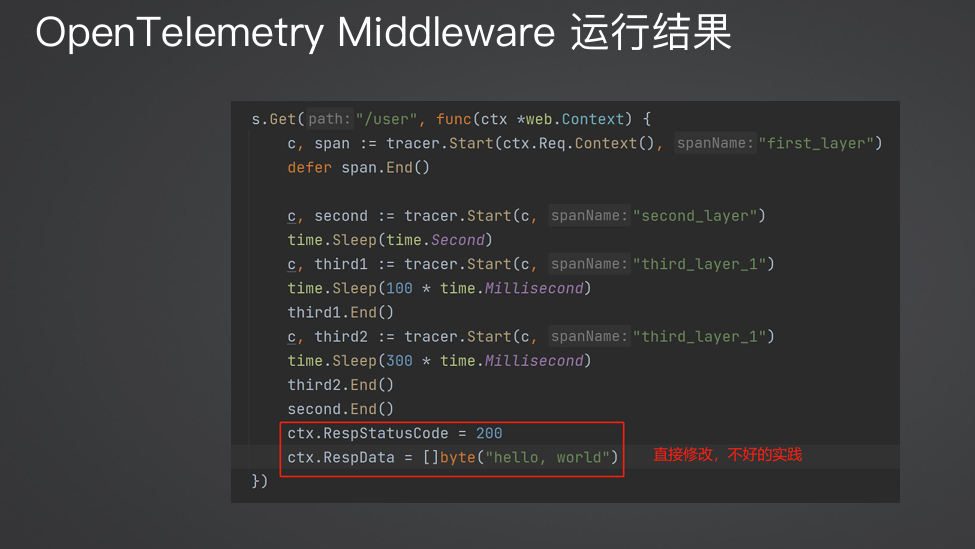 OpenTelemetry Middleware 运行结果
s.Get( path: "/user", func(ctx *web.Context) {
c, span := tracer.Start(ctx.Req.Context(), spanName: "first_layer")
defer span.End()
c, second := tracer.Start(c, spanName: "second_layer")
time.Sleep(time.Second)
c, third1 := tracer.Start(c, spanName: "third_layer_1")
time.Sleep(100 * time.Millisecond)
third1.End()
c, third2 := tracer.Start(c, spanName: "third_layer_1")
time.Sleep(300 * time.Millisecond)
third2.End()
second.End()
ctx.RespStatusCode = 200
ctx.RespData = []byte("hello, world") 直接修改，不好的实践
})